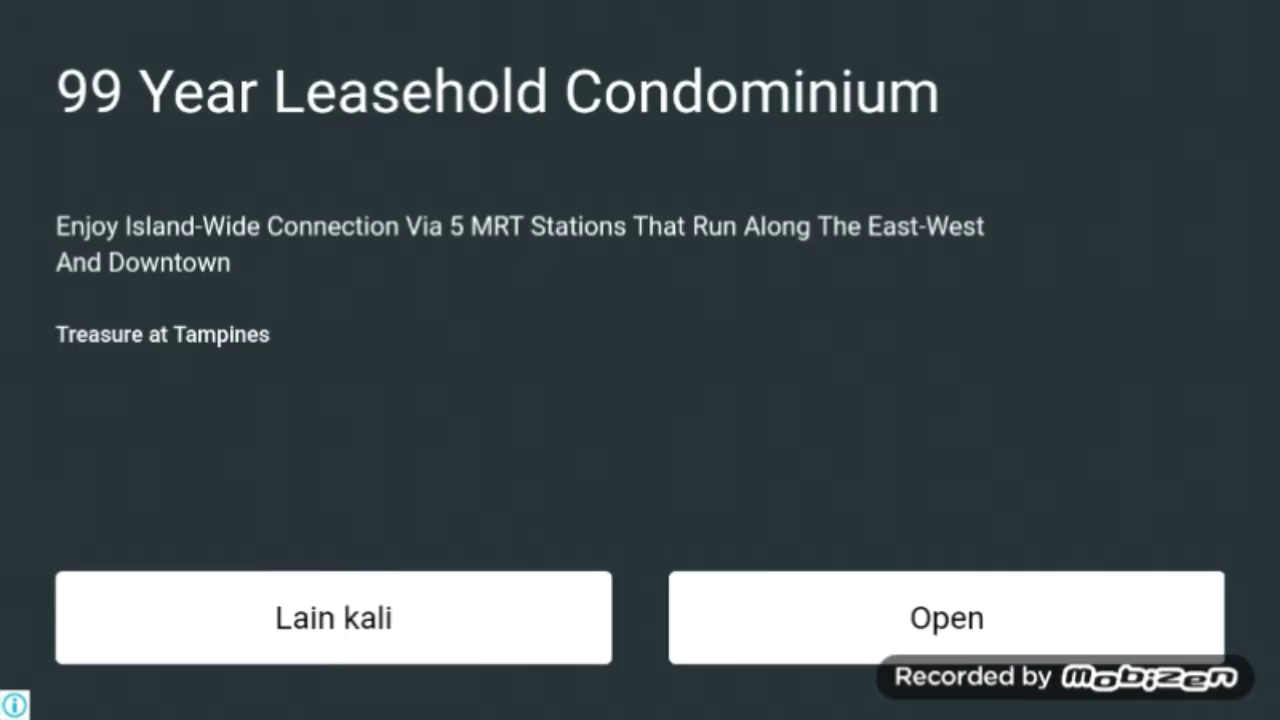 99 Year Leasehold Condominium
Enjoy Island-Wide Connection Via 5 MRT Stations That Run Along The East-West
And Downtown
Treasure at Tampines
Lain kali
Open
Recorded by mobizen